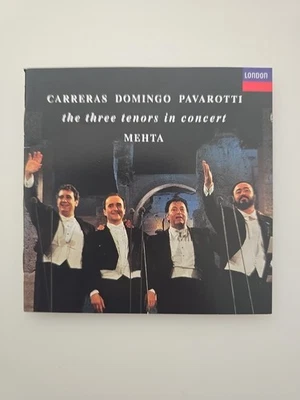 LONDON
CARRERAS DOMINGO PAVAROTTI
the three tenors in concert
MEHTA